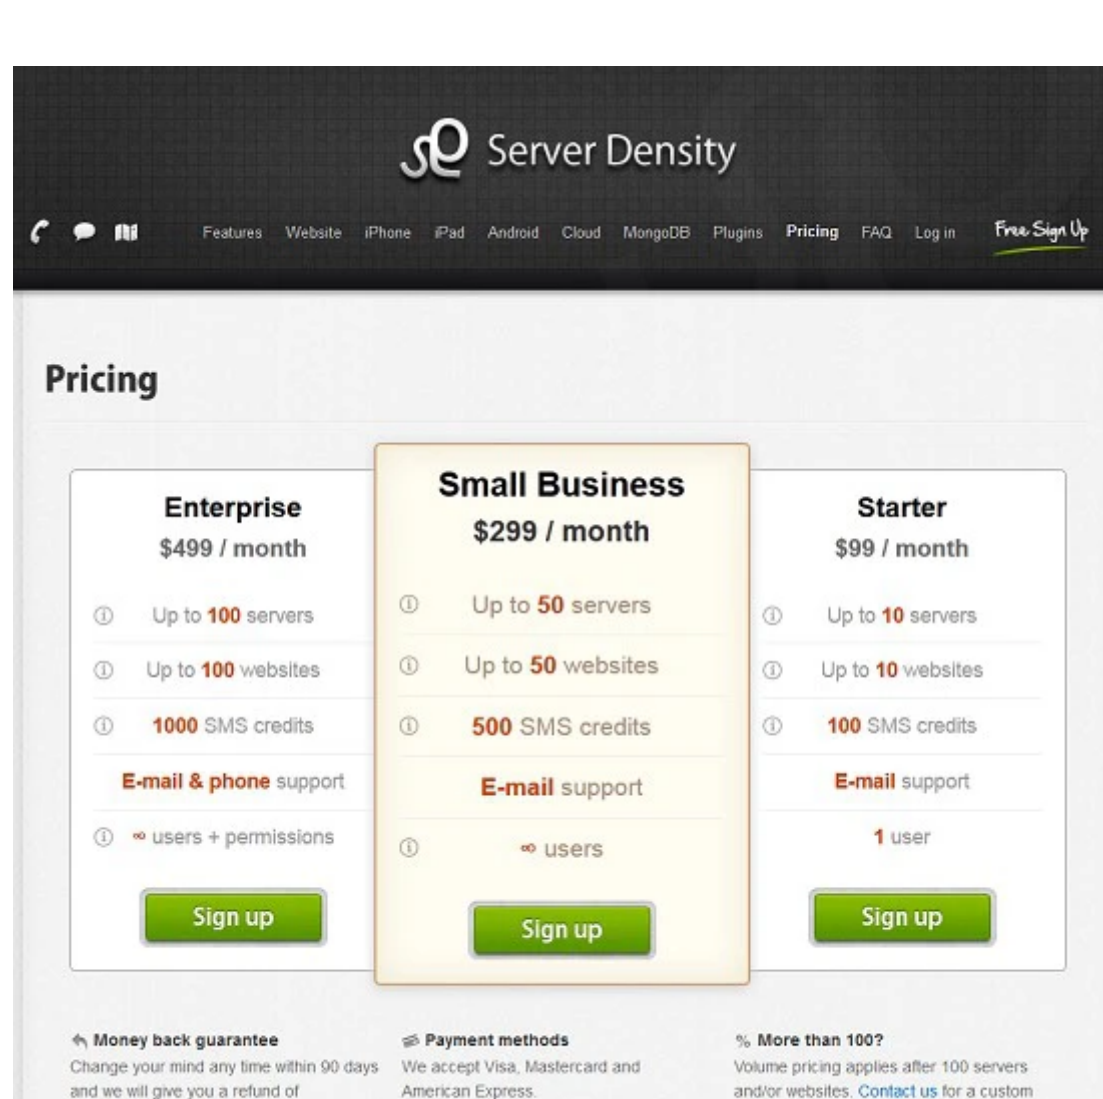 Server Density
Features Website iPhone iPad Android Cloud MongoDB Plugins Pricing FAQ Log in Free Sign Up
Pricing
Enterprise
$499 / month
Up to 100 servers
Up to 100 websites
1000 SMS credits
E-mail & phone support
∞ users + permissions
Sign up
Small Business
$299 / month
Up to 50 servers
Up to 50 websites
500 SMS credits
E-mail support
∞ users
Sign up
Starter
$99 / month
Up to 10 servers
Up to 10 websites
100 SMS credits
E-mail support
1 user
Sign up
Money back guarantee
Change your mind any time within 90 days
and we will give you a refund of
Payment methods
We accept Visa, Mastercard and
American Express.
% More than 100?
Volume pricing applies after 100 servers
and/or websites. Contact us for a custom